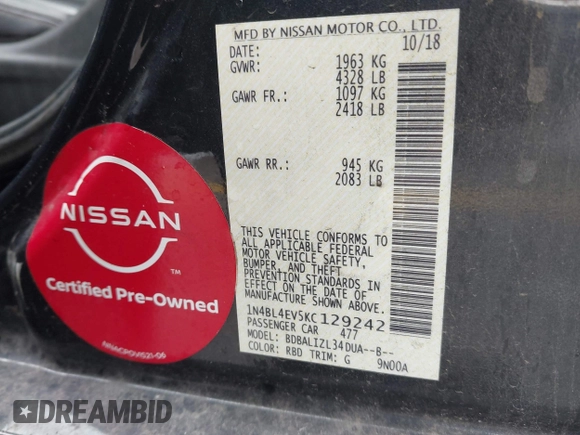 MFD BY NISSAN MOTOR CO., LTD.
DATE: 10/18
GVWR: 1963 KG
4328 LB
GAWR FR.: 1097 KG
2418 LB
GAWR RR.: 945 KG
2083 LB
THIS VEHICLE CONFORMS TO
ALL APPLICABLE FEDERAL
MOTOR VEHICLE SAFETY,
BUMPER, AND THEFT
PREVENTION STANDARDS IN
EFFECT ON THE DATE OF
MANUFACTURE SHOWN ABOVE.
1N4BL4EV5KC129242
PASSENGER CAR 477
MODEL: BDBALIZL34DUA--B--
COLOR: RBD TRIM: G 9N00A
NISSAN
TM
Certified Pre-Owned
DREAMBID